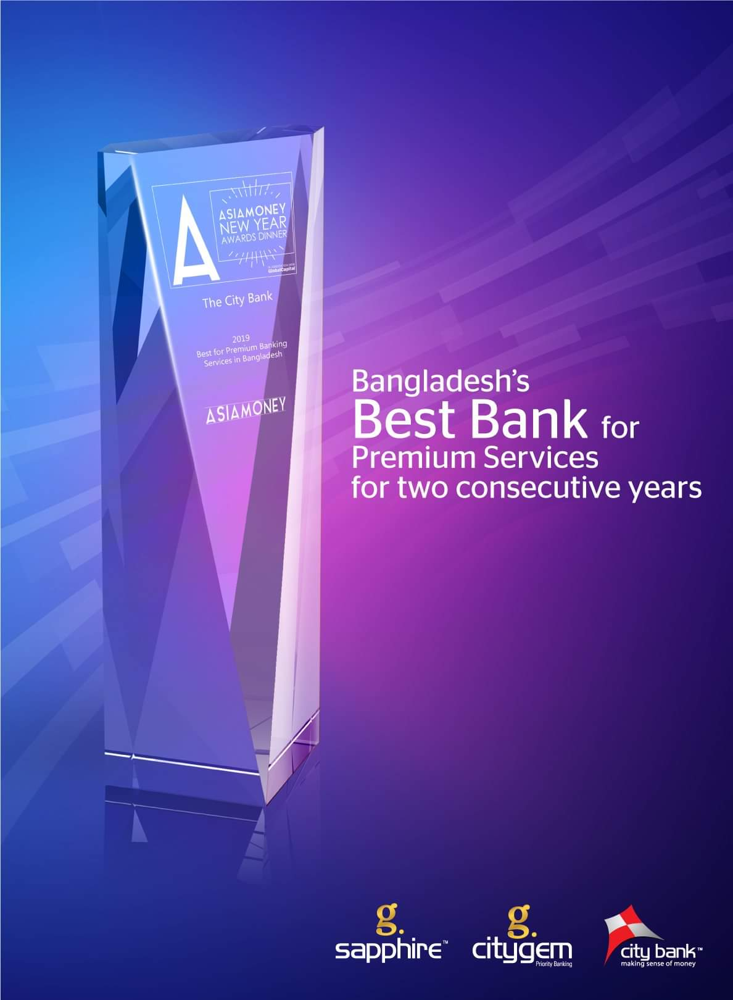 A
ASIAMONEY
NEW YEAR
AWARDS DINNER
IN ASSOCIATION WITH
GlobalCapital
The City Bank
2019
Best for Premium Banking
Services in Bangladesh
ASIAMONEY
Bangladesh’s
Best Bank for
Premium Services
for two consecutive years
g.
sapphire™
g.
citygem
Priority Banking
city bank™
making sense of money